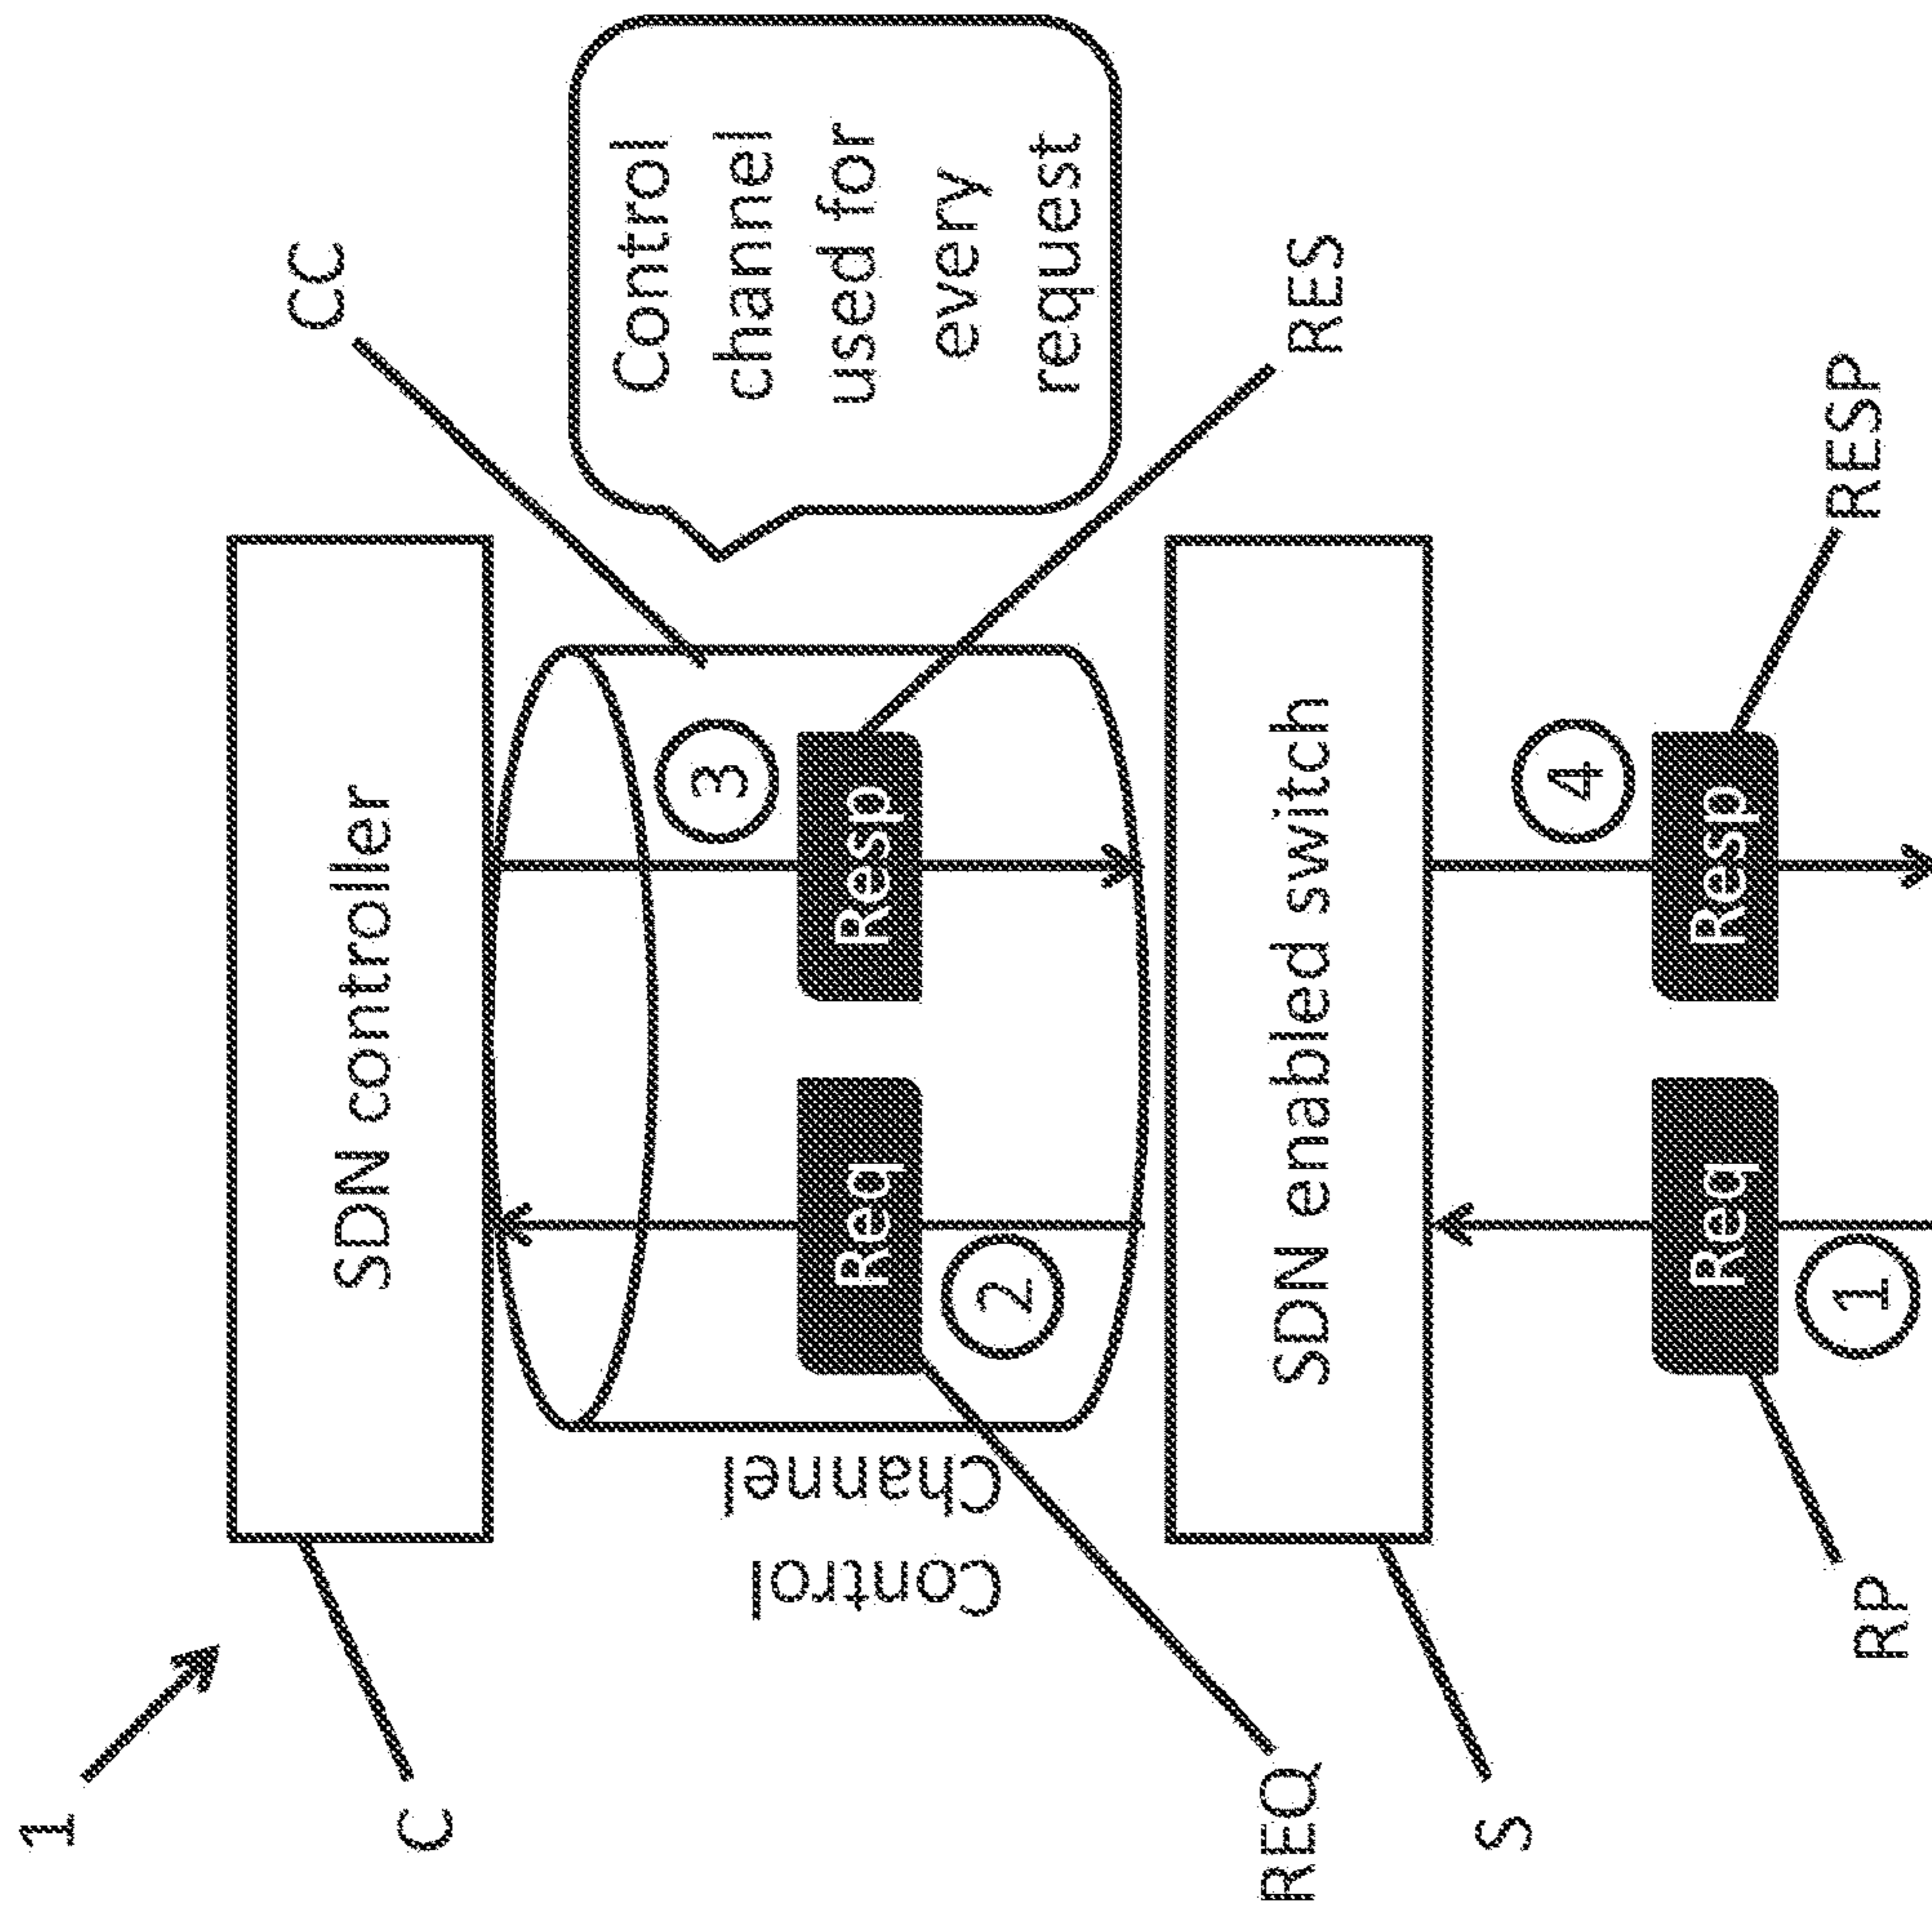 1
C
SDN controller
CC
Control
Channel
3
Resp
Req
2
Control
channel
used for
every
request
REQ
RES
S
SDN enabled switch
4
Resp
RESP
Req
1
RP